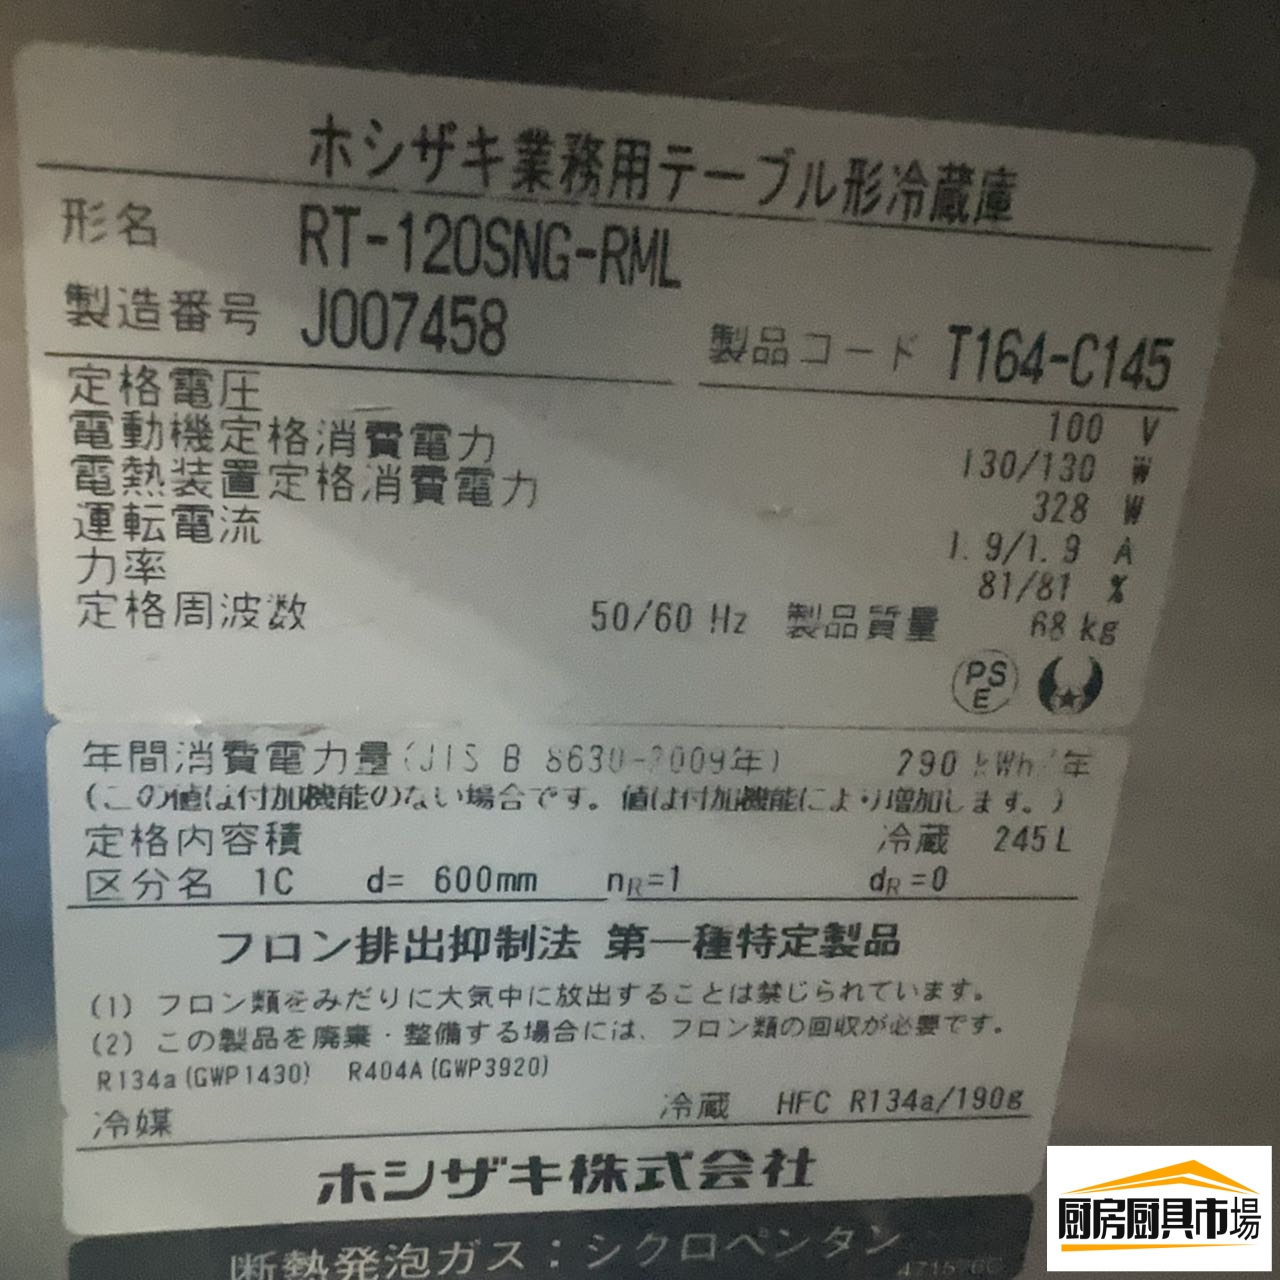 ホシザキ業務用テーブル形冷蔵庫
形名 RT-120SNG-RML
製造番号 J007458 製品コード T164-C145
定格電圧 100 V
電動機定格消費電力 130/130 W
電熱装置定格消費電力 328 W
運転電流 1.9/1.9 A
力率 81/81 %
定格周波数 50/60 Hz 製品質量 68 kg
PS
E
年間消費電力量(JIS B 8630-2009年) 290 kWh/年
(この値は付加機能のない場合です。値は付加機能により増加します。)
定格内容積 冷蔵 245L
区分名 1C d= 600mm nR=1 dR=0
フロン排出抑制法 第一種特定製品
(1) フロン類をみだりに大気中に放出することは禁じられています。
(2) この製品を廃棄・整備する場合には、フロン類の回収が必要です。
R134a(GWP1430) R404A(GWP3920)
冷媒 冷蔵 HFC R134a/190g
ホシザキ株式会社
断熱発泡ガス:シクロペンタン
厨房厨具市場